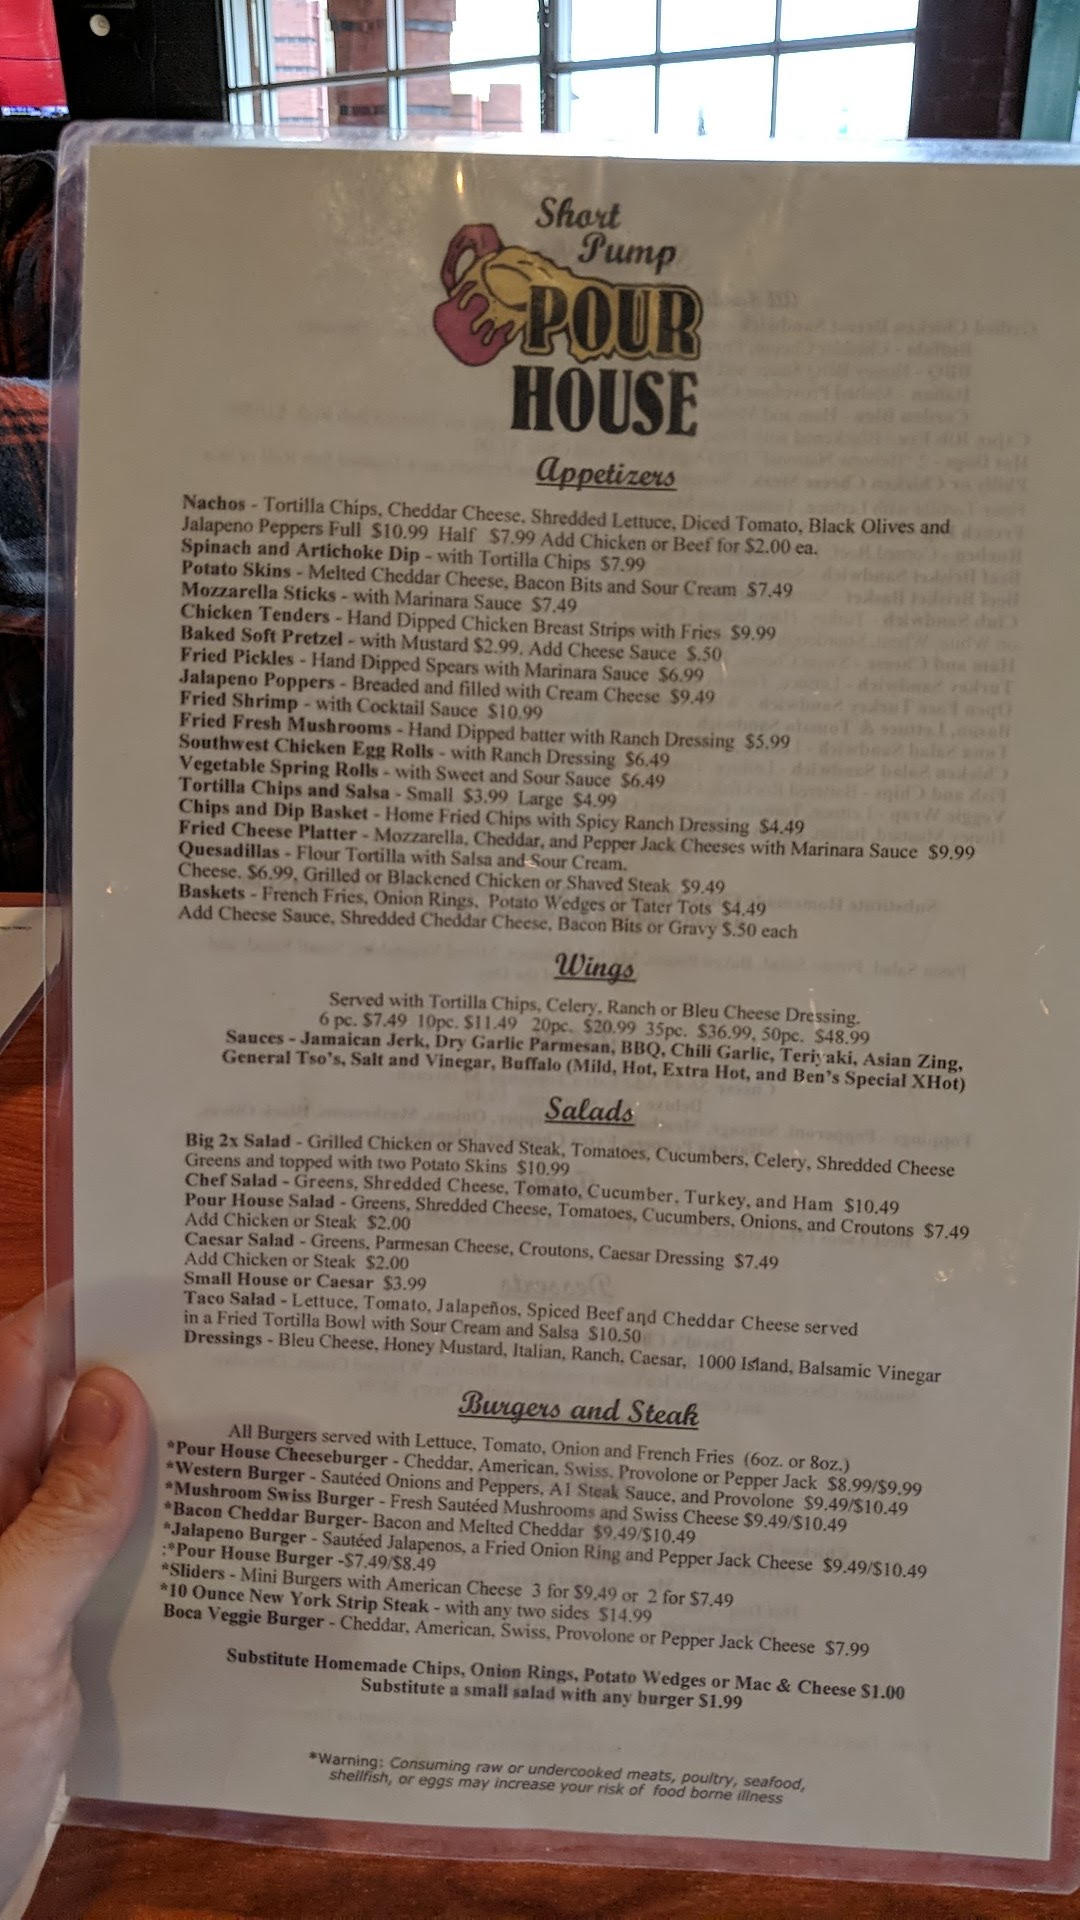 Short
Pump
POUR
HOUSE
Appetizers
Nachos - Tortilla Chips, Cheddar Cheese, Shredded Lettuce, Diced Tomato, Black Olives and
Jalapeno Peppers Full $10.99 Half $7.99 Add Chicken or Beef for $2.00 ea.
Spinach and Artichoke Dip - with Tortilla Chips $7.99
Potato Skins - Melted Cheddar Cheese, Bacon Bits and Sour Cream $7.49
Mozzarella Sticks - with Marinara Sauce $7.49
Chicken Tenders - Hand Dipped Chicken Breast Strips with Fries $9.99
Baked Soft Pretzel - with Mustard $2.99. Add Cheese Sauce $.50
Fried Pickles - Hand Dipped Spears with Marinara Sauce $6.99
Jalapeno Poppers - Breaded and filled with Cream Cheese $9.49
Fried Shrimp - with Cocktail Sauce $10.99
Fried Fresh Mushrooms - Hand Dipped batter with Ranch Dressing $5.99
Southwest Chicken Egg Rolls - with Ranch Dressing $6.49
Vegetable Spring Rolls - with Sweet and Sour Sauce $6.49
Tortilla Chips and Salsa - Small $3.99 Large $4.99
Chips and Dip Basket - Home Fried Chips with Spicy Ranch Dressing $4.49
Fried Cheese Platter - Mozzarella, Cheddar, and Pepper Jack Cheeses with Marinara Sauce $9.99
Quesadillas - Flour Tortilla with Salsa and Sour Cream.
Cheese. $6.99, Grilled or Blackened Chicken or Shaved Steak $9.49
Baskets - French Fries, Onion Rings, Potato Wedges or Tater Tots $4.49
Add Cheese Sauce, Shredded Cheddar Cheese, Bacon Bits or Gravy $.50 each
Wings
Served with Tortilla Chips, Celery, Ranch or Bleu Cheese Dressing.
6 pc. $7.49 10pc. $11.49 20pc. $20.99 35pc. $36.99, 50pc. $48.99
Sauces - Jamaican Jerk, Dry Garlic Parmesan, BBQ, Chili Garlic, Teriyaki, Asian Zing,
General Tso's, Salt and Vinegar, Buffalo (Mild, Hot, Extra Hot, and Ben's Special XHot)
Salads
Big 2x Salad - Grilled Chicken or Shaved Steak, Tomatoes, Cucumbers, Celery, Shredded Cheese
Greens and topped with two Potato Skins $10.99
Chef Salad - Greens, Shredded Cheese, Tomato, Cucumber, Turkey, and Ham $10.49
Pour House Salad - Greens, Shredded Cheese, Tomatoes, Cucumbers, Onions, and Croutons $7.49
Add Chicken or Steak $2.00
Caesar Salad - Greens, Parmesan Cheese, Croutons, Caesar Dressing $7.49
Add Chicken or Steak $2.00
Small House or Caesar $3.99
Taco Salad - Lettuce, Tomato, Jalapeños, Spiced Beef and Cheddar Cheese served
in a Fried Tortilla Bowl with Sour Cream and Salsa $10.50
Dressings - Bleu Cheese, Honey Mustard, Italian, Ranch, Caesar, 1000 Island, Balsamic Vinegar
Burgers and Steak
All Burgers served with Lettuce, Tomato, Onion and French Fries (6oz. or 8oz.)
*Pour House Cheeseburger - Cheddar, American, Swiss, Provolone or Pepper Jack $8.99/$9.99
*Western Burger - Sautéed Onions and Peppers, A1 Steak Sauce, and Provolone $9.49/$10.49
*Mushroom Swiss Burger - Fresh Sautéed Mushrooms and Swiss Cheese $9.49/$10.49
*Bacon Cheddar Burger- Bacon and Melted Cheddar $9.49/$10.49
*Jalapeno Burger - Sautéed Jalapenos, a Fried Onion Ring and Pepper Jack Cheese $9.49/$10.49
:*Pour House Burger -$7.49/$8.49
*Sliders - Mini Burgers with American Cheese 3 for $9.49 or 2 for $7.49
*10 Ounce New York Strip Steak - with any two sides $14.99
Boca Veggie Burger - Cheddar, American, Swiss, Provolone or Pepper Jack Cheese $7.99
Substitute Homemade Chips, Onion Rings, Potato Wedges or Mac & Cheese $1.00
Substitute a small salad with any burger $1.99
*Warning: Consuming raw or undercooked meats, poultry, seafood,
shellfish, or eggs may increase your risk of food borne illness